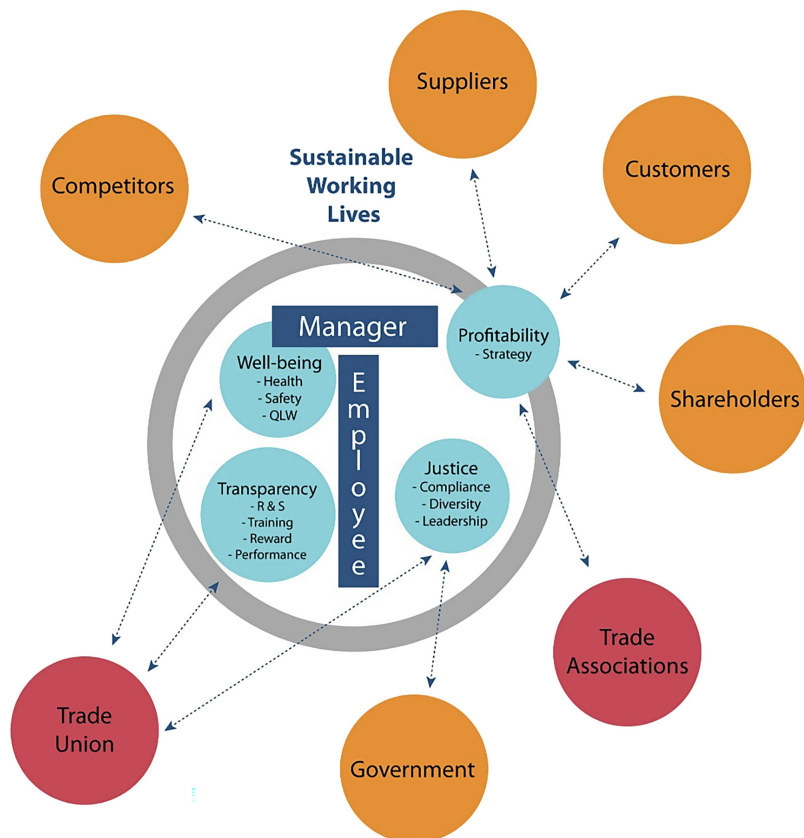 Suppliers
Competitors
Customers
Sustainable
Working
Lives
Manager
Profitability
- Strategy
Well-being
- Health
- Safety
- QLW
Employee
Shareholders
Transparency
- R & S
- Training
- Reward
- Performance
Justice
- Compliance
- Diversity
- Leadership
Trade
Associations
Trade
Union
Government